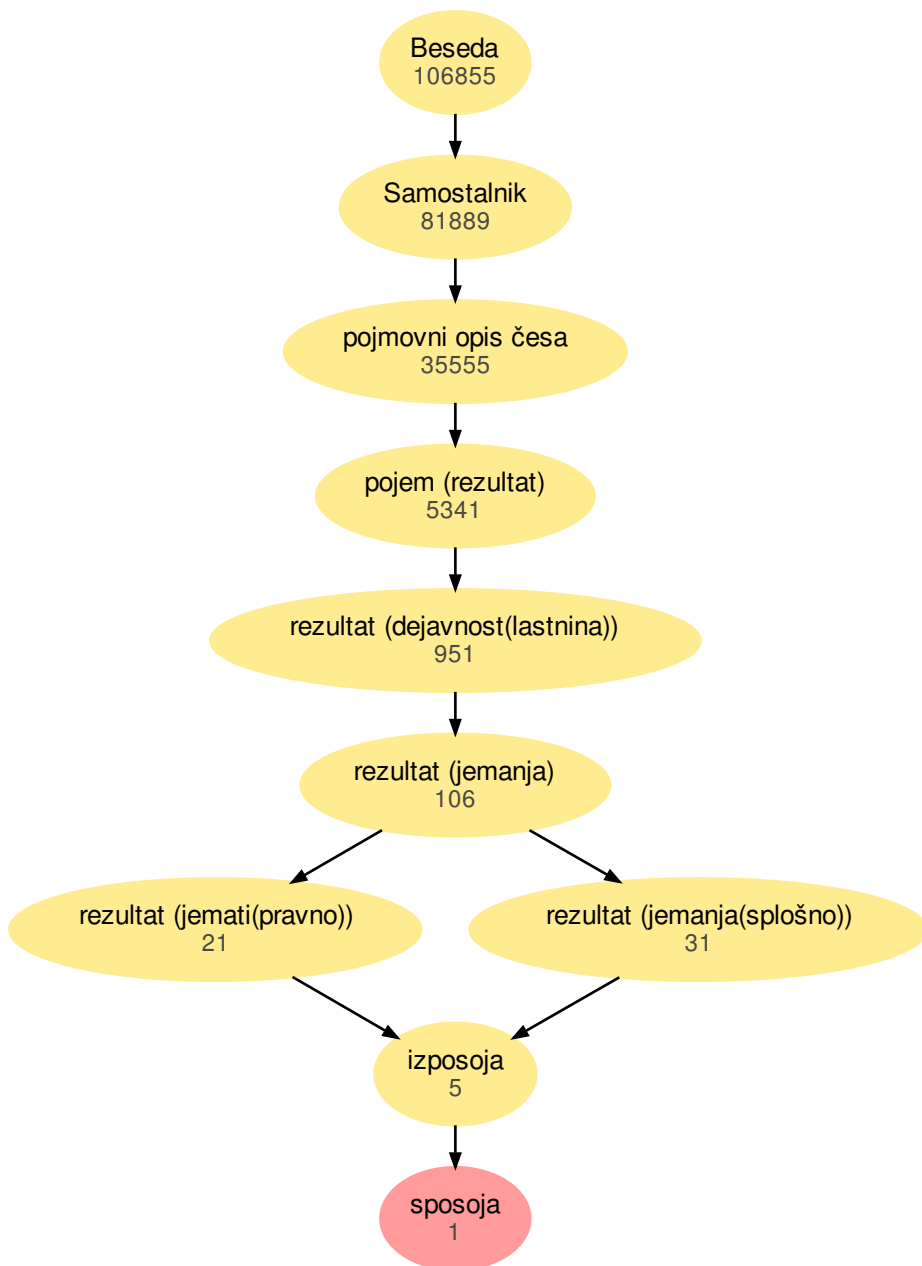 Beseda
106855
Samostalnik
81889
pojmovni opis česa
35555
pojem (rezultat)
5341
rezultat (dejavnost(lastnina))
951
rezultat (jemanja)
106
rezultat (jemati(pravno))
21
rezultat (jemanja(splošno))
31
izposoja
5
sposoja
1